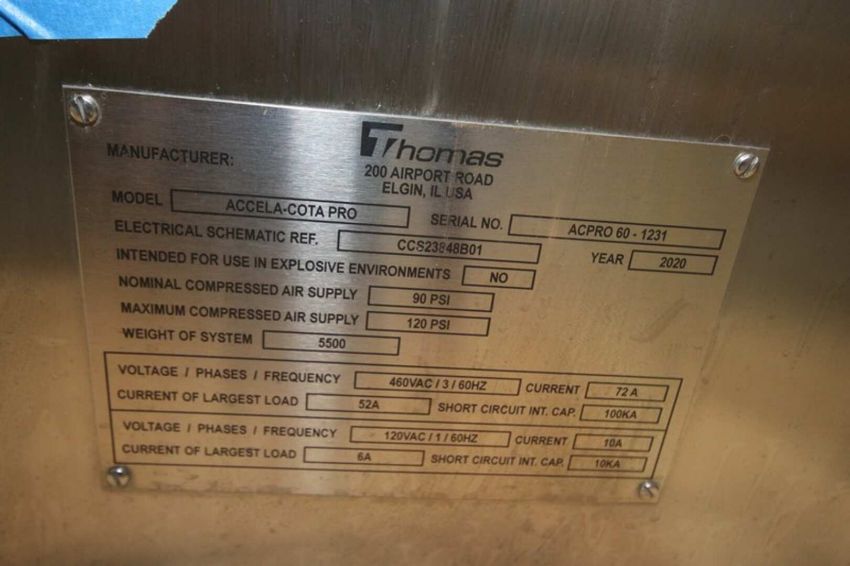 Thomas
MANUFACTURER:
200 AIRPORT ROAD
ELGIN, IL USA
MODEL ACCELA-COTA PRO SERIAL NO. ACPRO 60 - 1231
ELECTRICAL SCHEMATIC REF. CCS23848B01 YEAR 2020
INTENDED FOR USE IN EXPLOSIVE ENVIRONMENTS NO
NOMINAL COMPRESSED AIR SUPPLY 90 PSI
MAXIMUM COMPRESSED AIR SUPPLY 120 PSI
WEIGHT OF SYSTEM 5500
VOLTAGE / PHASES / FREQUENCY 460VAC / 3 / 60HZ CURRENT 72 A
CURRENT OF LARGEST LOAD 52A SHORT CIRCUIT INT. CAP. 100KA
VOLTAGE / PHASES / FREQUENCY 120VAC / 1 / 60HZ CURRENT 10A
CURRENT OF LARGEST LOAD 6A SHORT CIRCUIT INT. CAP. 10KA